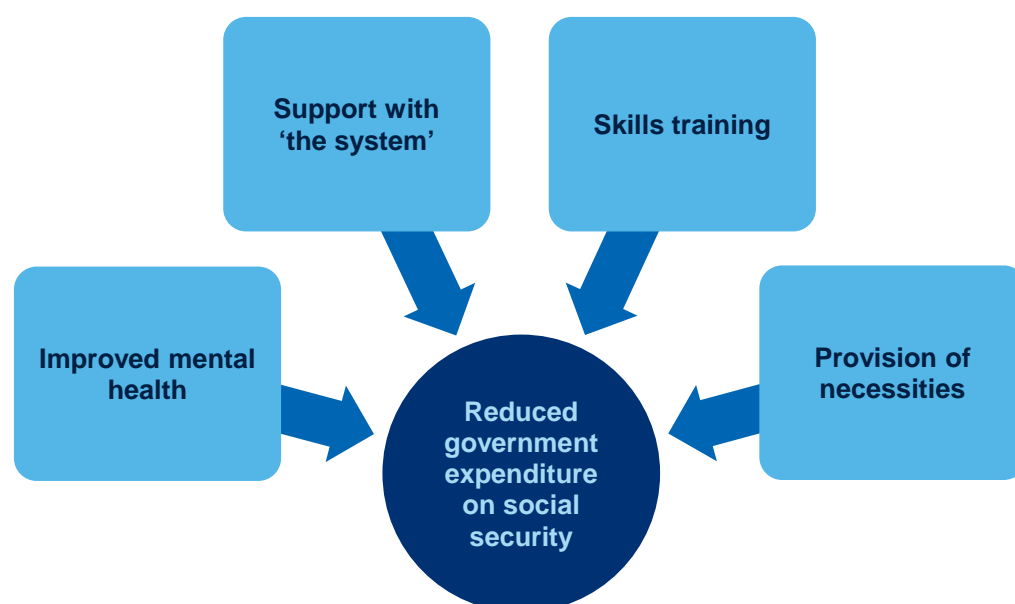 Support with
‘the system’
Skills training
Improved mental
health
Provision of
necessities
Reduced
government
expenditure
on social
security